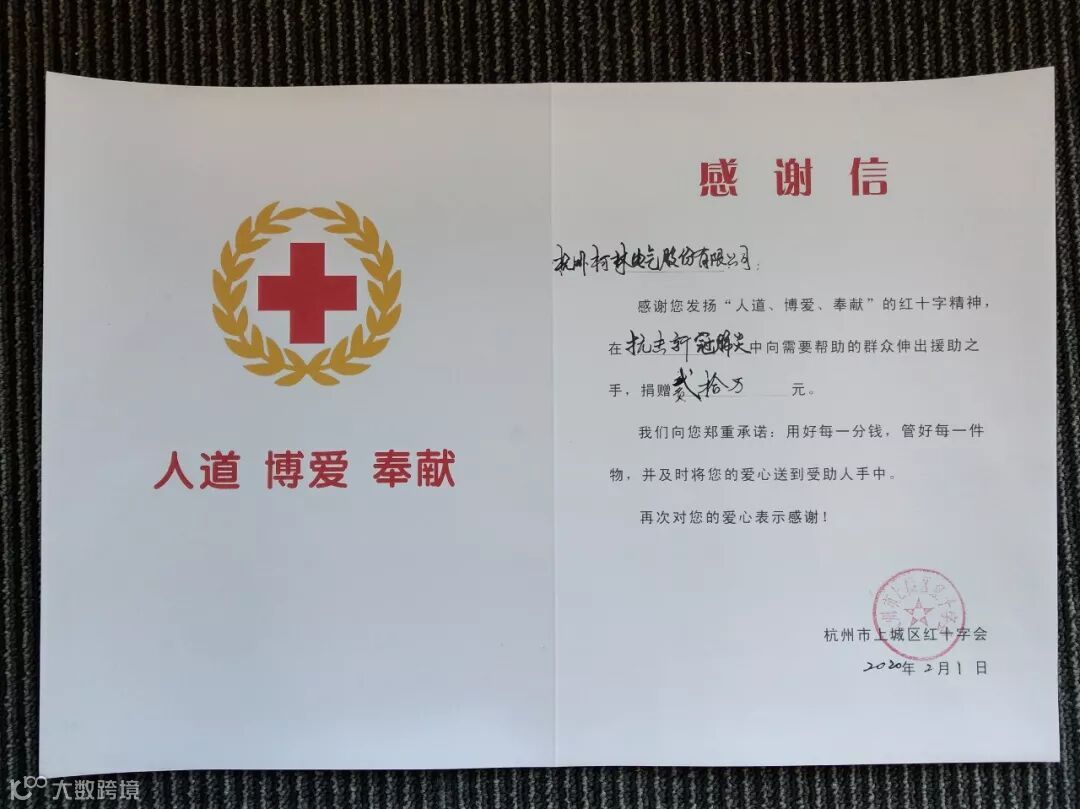 人道 博爱 奉献
感谢信
杭州柯林电气股份有限公司：
感谢您发扬“人道、博爱、奉献”的红十字精神，
在抗击新冠肺炎中向需要帮助的群众伸出援助之
手，捐赠贰拾万元。
我们向您郑重承诺：用好每一分钱，管好每一件
物，并及时将您的爱心送到受助人手中。
再次对您的爱心表示感谢！
杭州市上城区红十字会
2020年2月1日
大数跨境